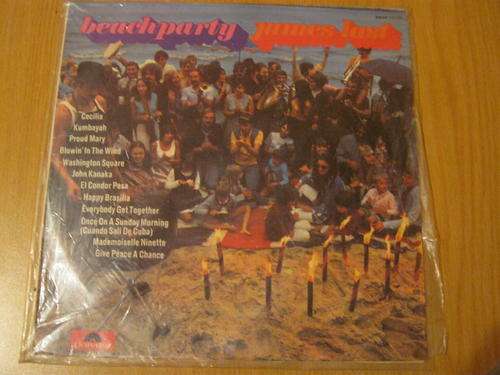 beachparty james last
Cecilia
Kumbayah
Proud Mary
Blowin' In The Wind
Washington Square
John Kanaka
El Condor Pasa
Happy Brasilia
Everybody Get Together
Once On A Sunday Morning
(Cuando Sali De Cuba)
Mademoiselle Ninette
Give Peace A Chance